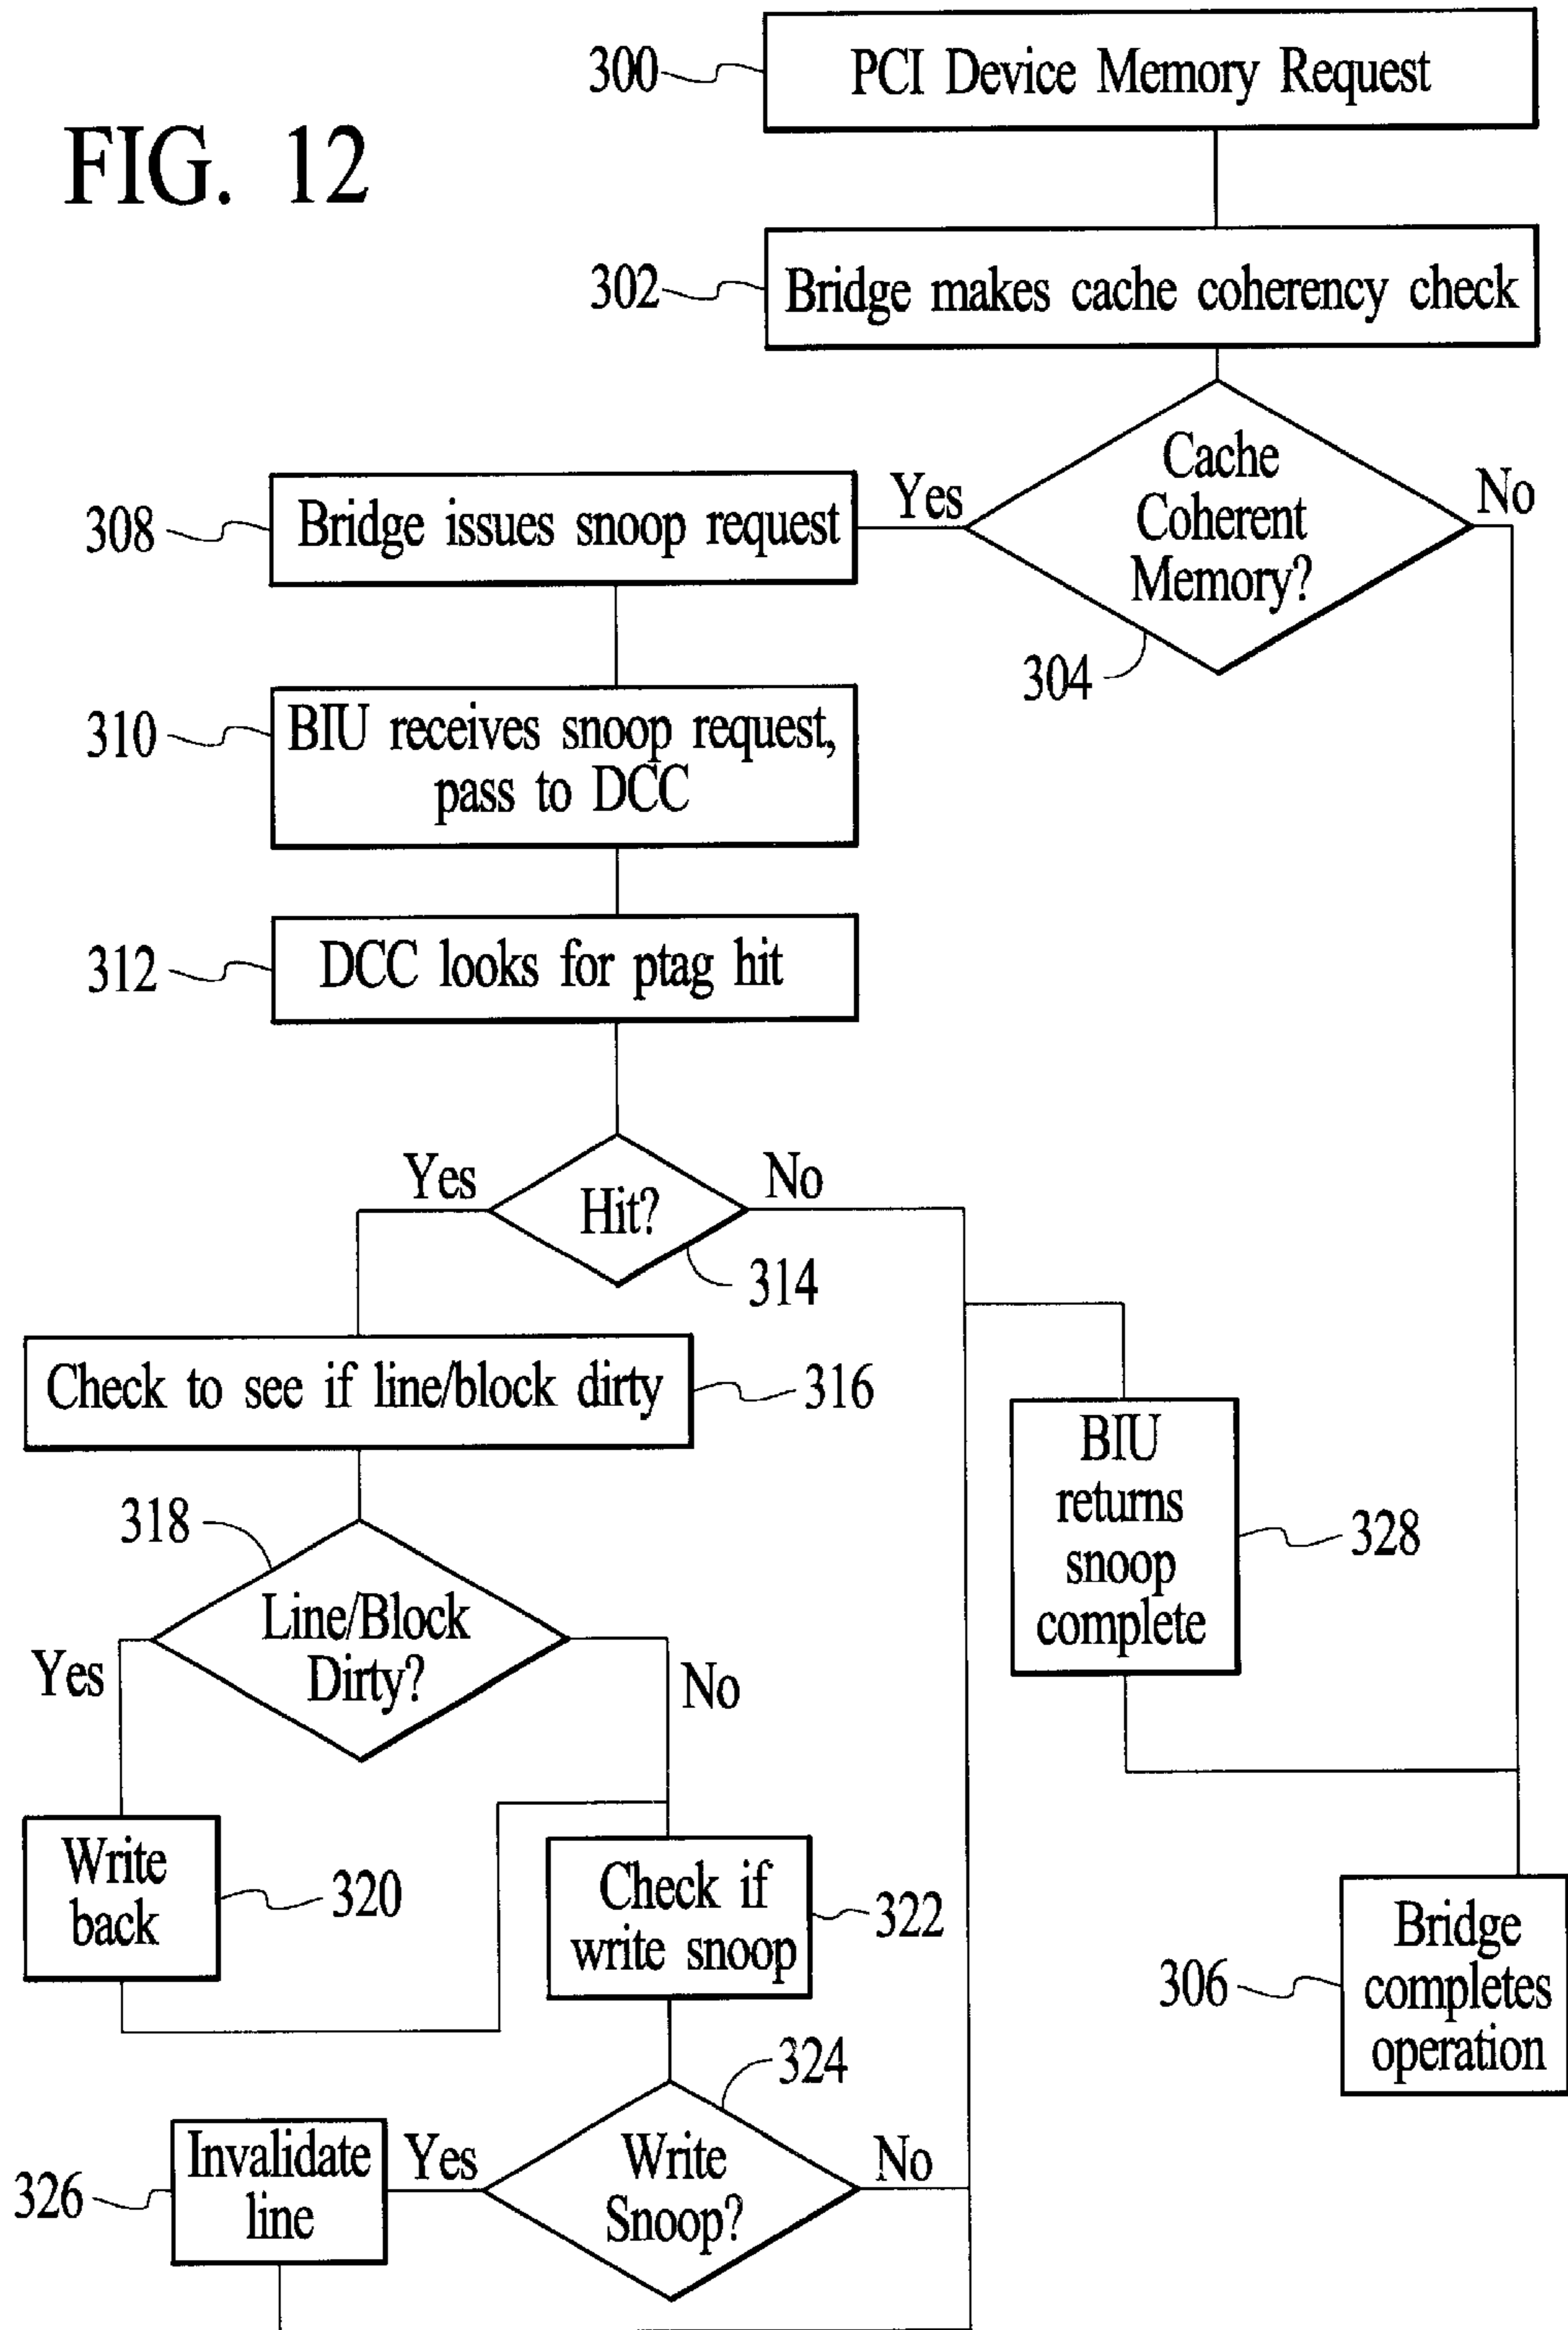 FIG. 12
300
PCI Device Memory Request
302
Bridge makes cache coherency check
Cache
Coherent
Memory?
Yes
No
304
308
Bridge issues snoop request
310
BIU receives snoop request,
pass to DCC
312
DCC looks for ptag hit
Yes
Hit?
No
314
Check to see if line/block dirty
316
318
Line/Block
Dirty?
Yes
No
BIU
returns
snoop
complete
328
Write
back
320
Check if
write snoop
322
306
Bridge
completes
operation
324
326
Invalidate
line
Yes
Write
Snoop?
No